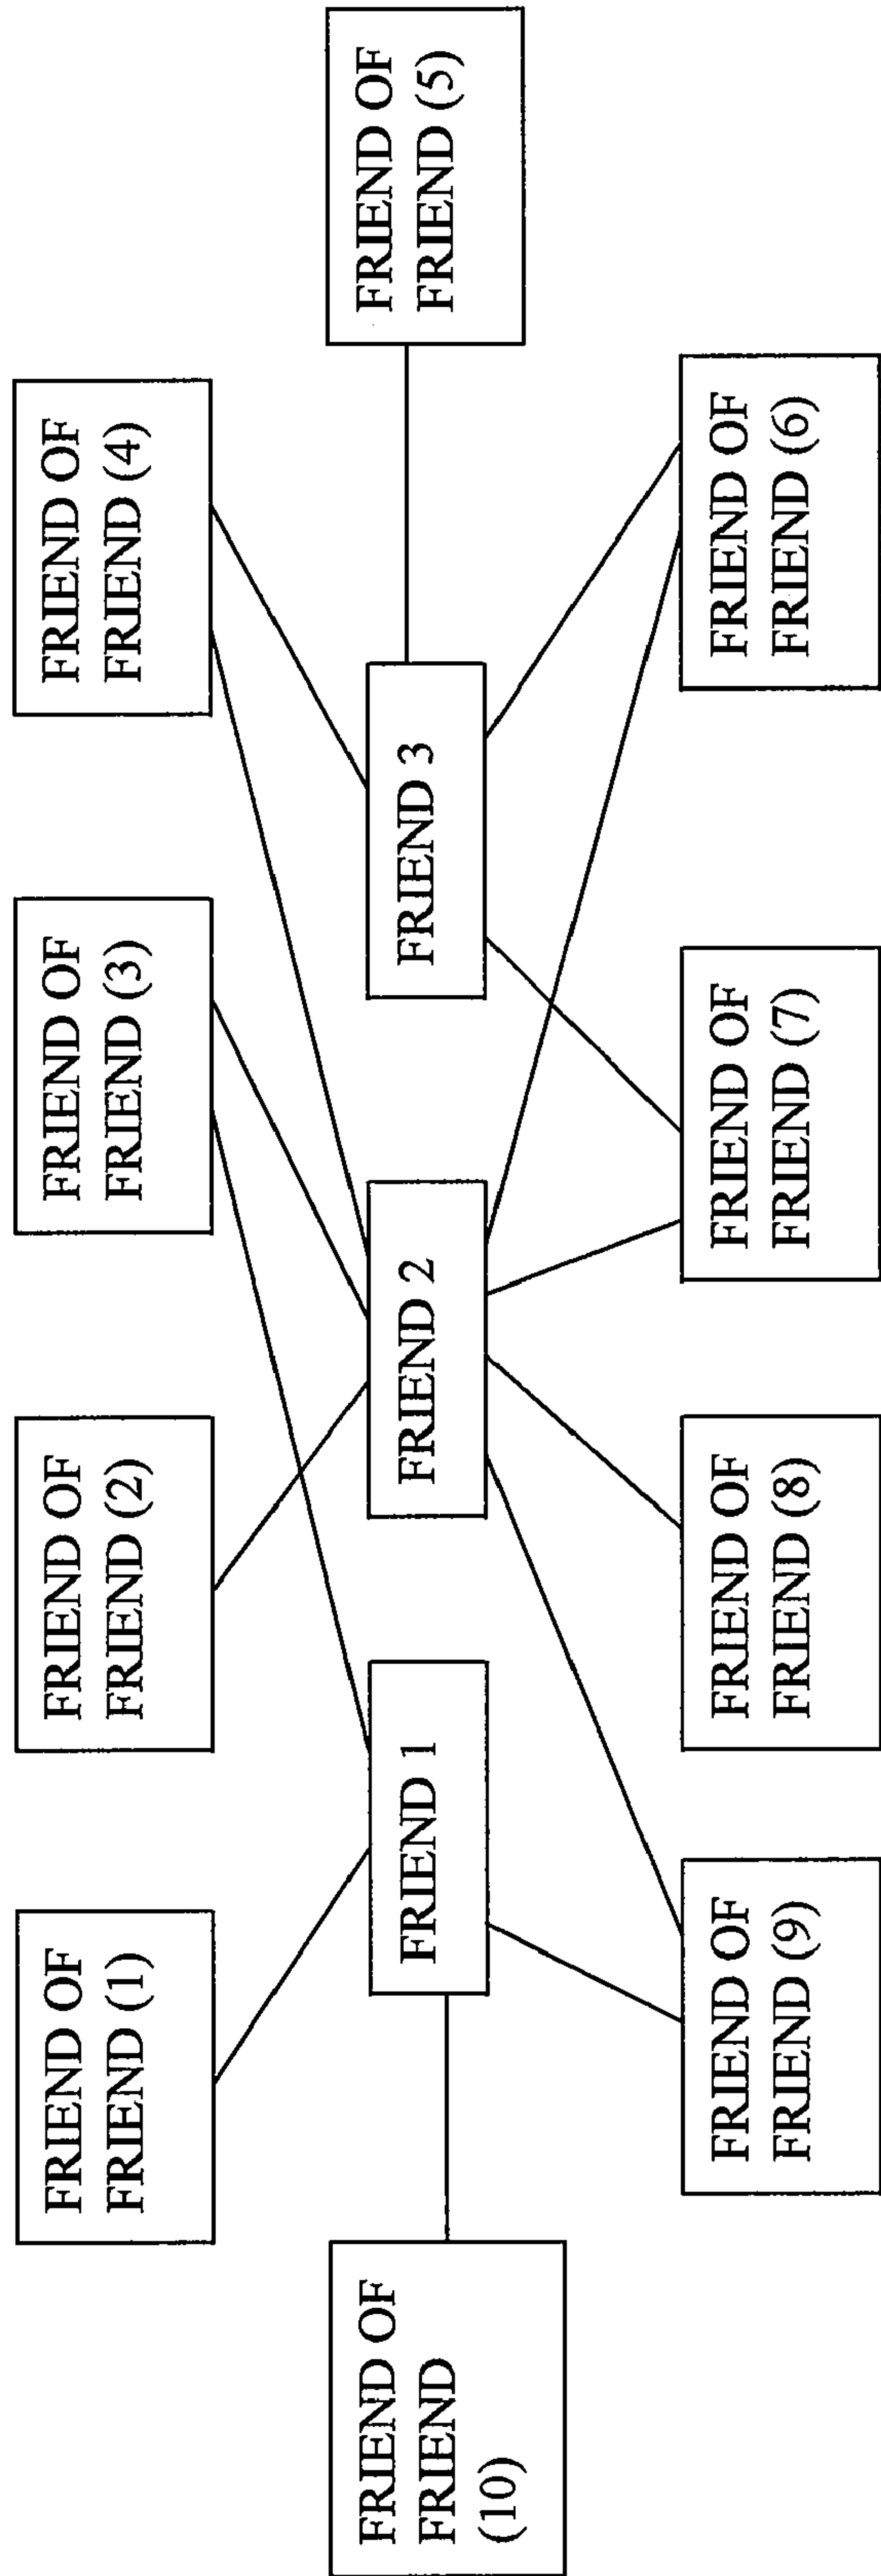 FRIEND OF
FRIEND (1)
FRIEND OF
FRIEND (2)
FRIEND OF
FRIEND (3)
FRIEND OF
FRIEND (4)
FRIEND OF
FRIEND
(10)
FRIEND 1
FRIEND 2
FRIEND 3
FRIEND OF
FRIEND (5)
FRIEND OF
FRIEND (9)
FRIEND OF
FRIEND (8)
FRIEND OF
FRIEND (7)
FRIEND OF
FRIEND (6)